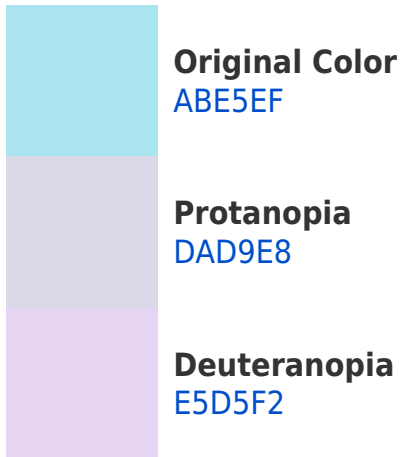 Original Color
ABE5EF
Protanopia
DAD9E8
Deuteranopia
E5D5F2